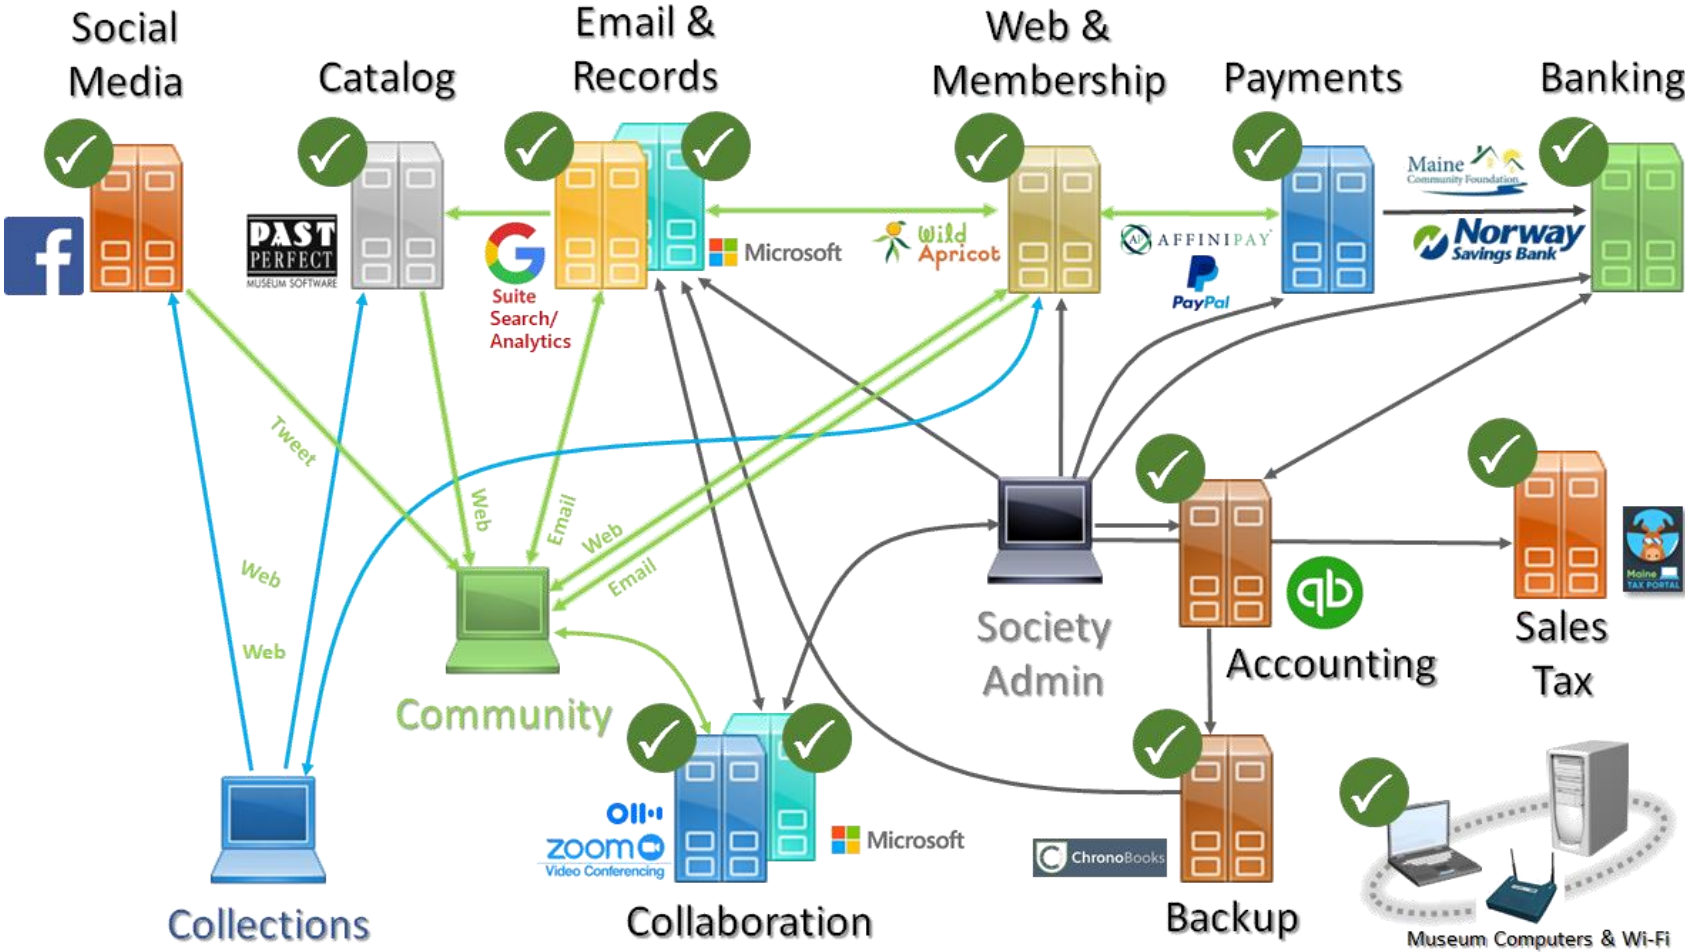 Social
Media
Catalog
Email &
Records
Web &
Membership
Payments
Banking
f
PAST
PERFECT
MUSEUM SOFTWARE
G
Suite
Search/
Analytics
Microsoft
Wild
Apricot
AP AFFINIPAY
PayPal
Maine
Community Foundation
Norway
Savings Bank
Tweet
Web
Email
Web
Email
Web
Web
Community
Society
Admin
qb
Accounting
Maine
TAX PORTAL
Sales
Tax
Collections
zoom
Video Conferencing
Microsoft
Collaboration
C ChronoBooks
Backup
Museum Computers & Wi-Fi